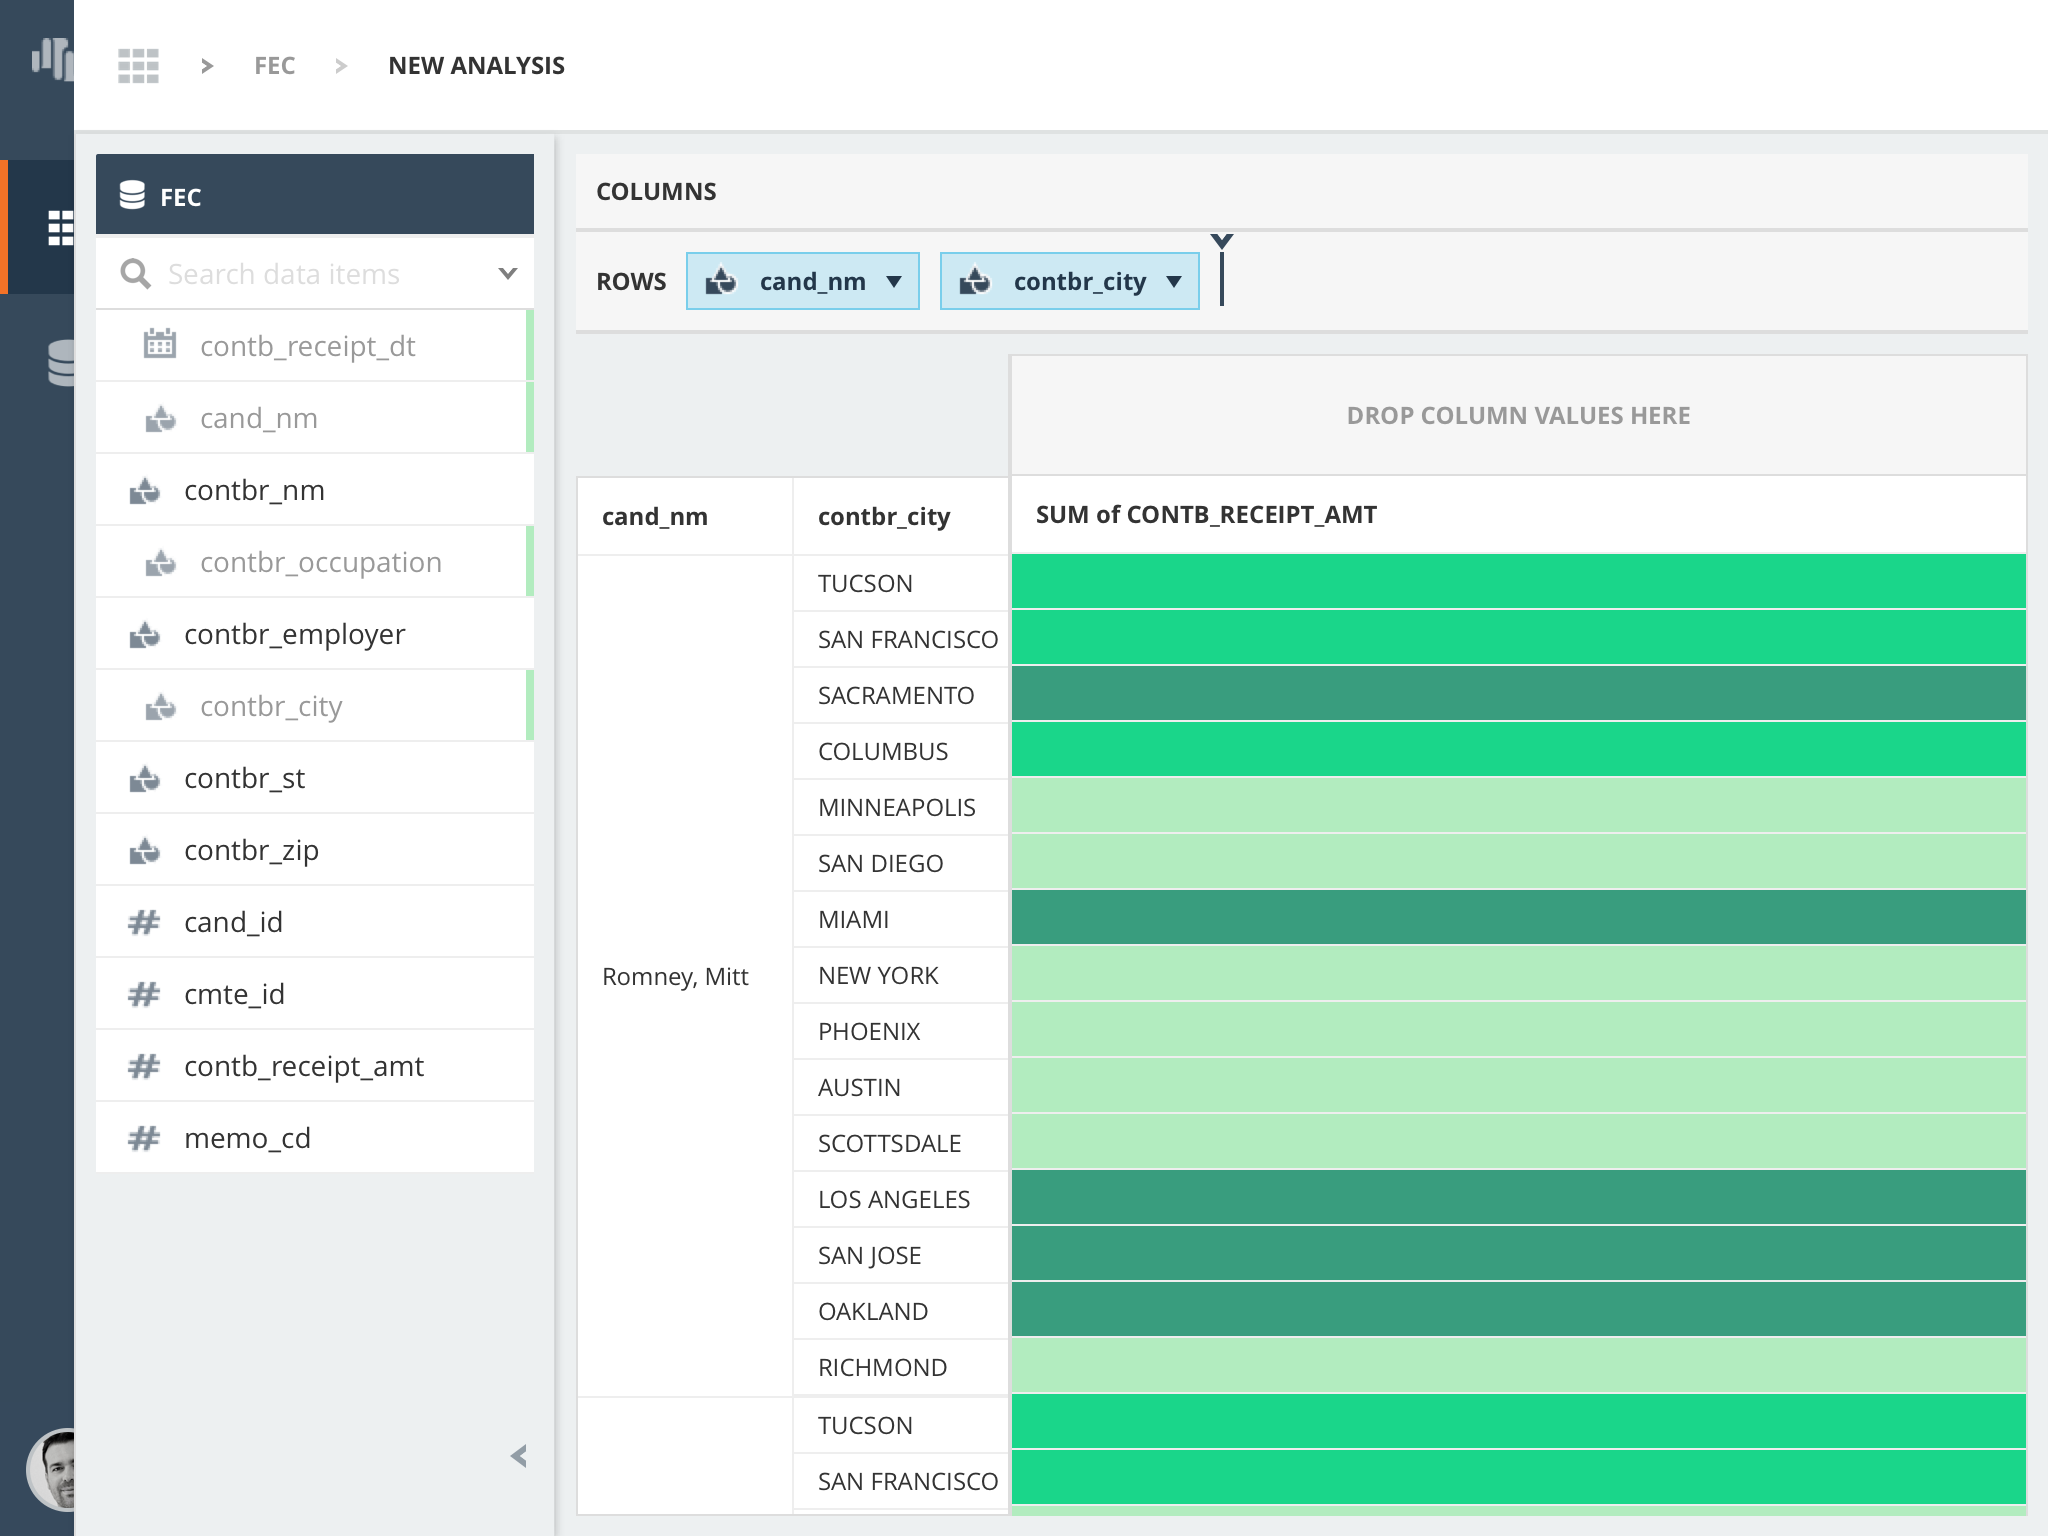 > FEC > NEW ANALYSIS
FEC
Search data items
contb_receipt_dt
cand_nm
contbr_nm
contbr_occupation
contbr_employer
contbr_city
contbr_st
contbr_zip
# cand_id
# cmte_id
# contb_receipt_amt
# memo_cd
COLUMNS
ROWS cand_nm contbr_city
DROP COLUMN VALUES HERE
cand_nm contbr_city SUM of CONTB_RECEIPT_AMT
TUCSON
SAN FRANCISCO
SACRAMENTO
COLUMBUS
MINNEAPOLIS
SAN DIEGO
MIAMI
Romney, Mitt NEW YORK
PHOENIX
AUSTIN
SCOTTSDALE
LOS ANGELES
SAN JOSE
OAKLAND
RICHMOND
TUCSON
SAN FRANCISCO